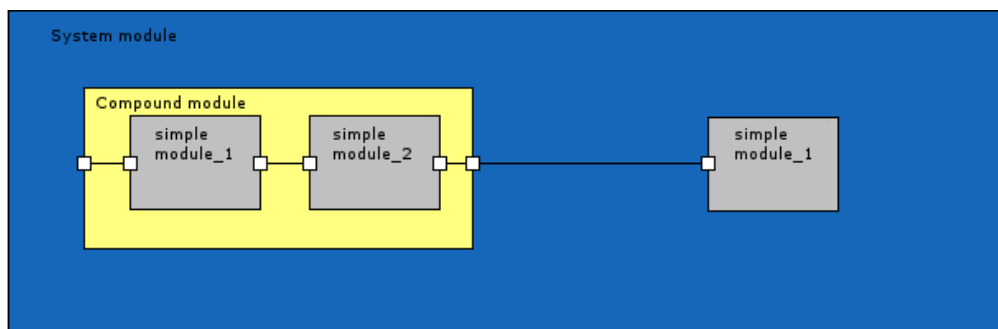 System module
Compound module
simple
module_1
simple
module_2
simple
module_1